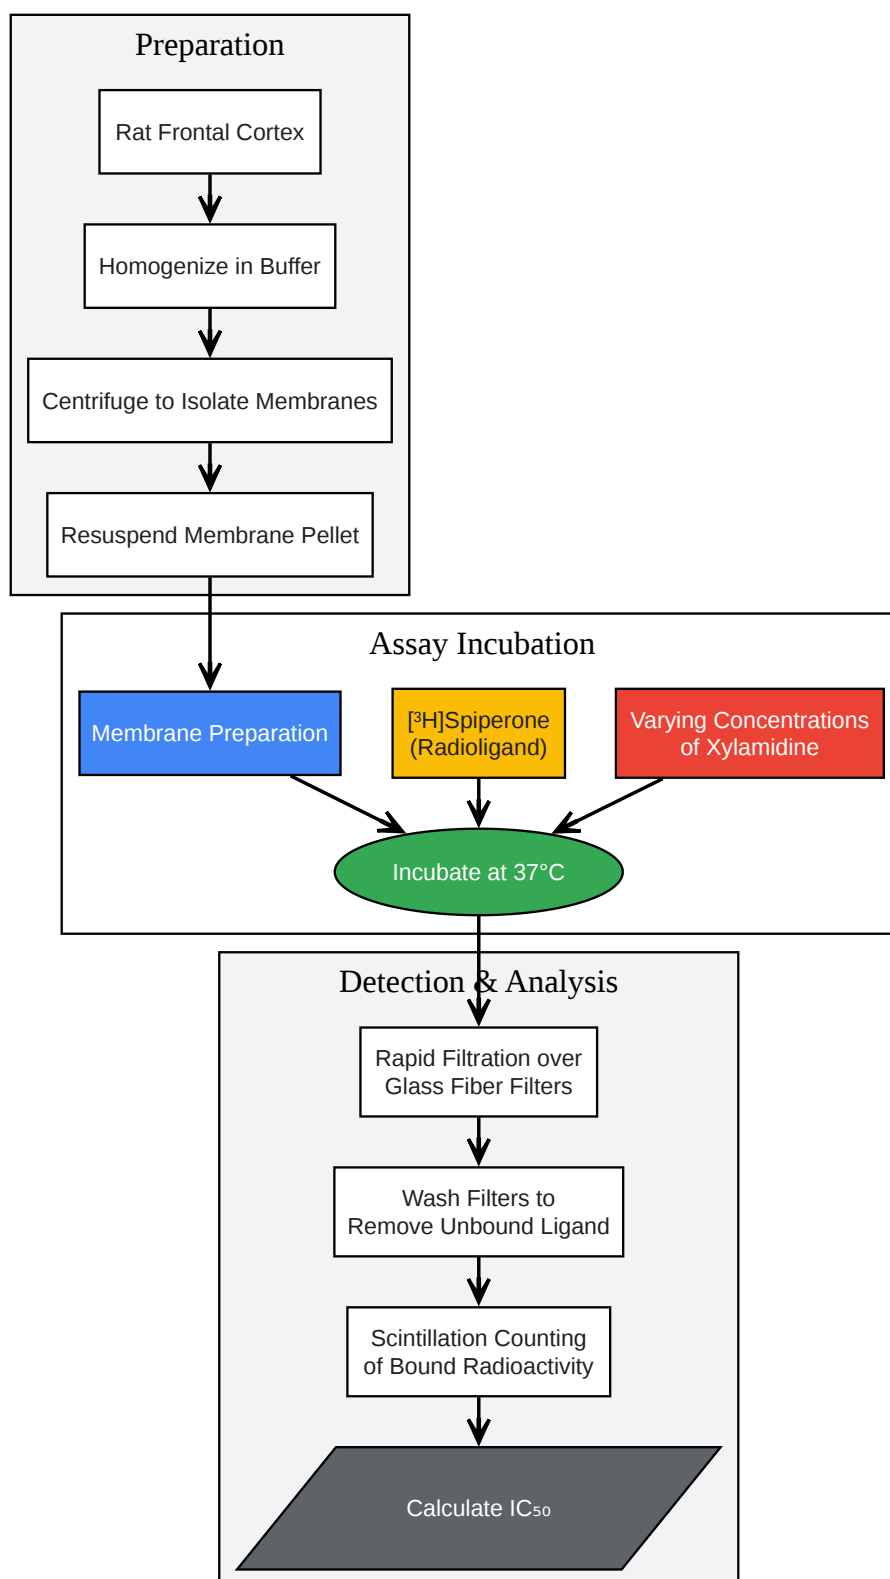 Preparation
Rat Frontal Cortex
Homogenize in Buffer
Centrifuge to Isolate Membranes
Resuspend Membrane Pellet
Assay Incubation
Membrane Preparation
[³H]Spiperone
(Radioligand)
Varying Concentrations
of Xylamidine
Incubate at 37°C
Detection & Analysis
Rapid Filtration over
Glass Fiber Filters
Wash Filters to
Remove Unbound Ligand
Scintillation Counting
of Bound Radioactivity
Calculate IC₅₀